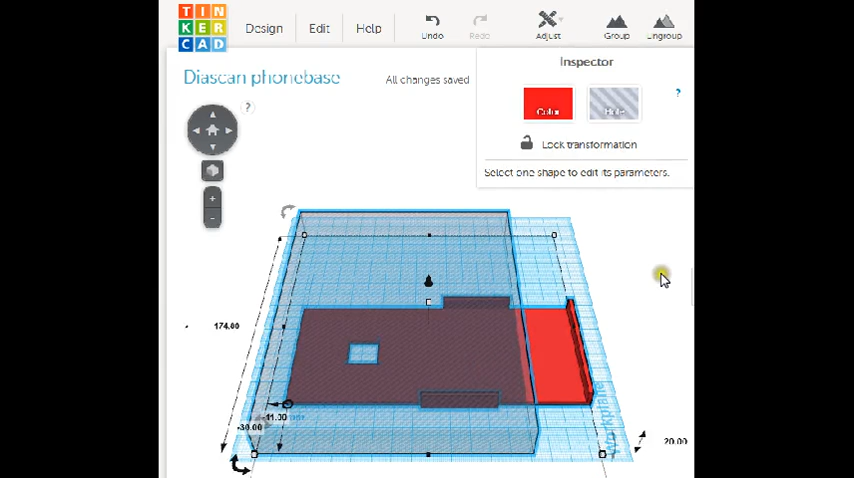 TIN
KER
CAD
Design
Edit
Help
Undo
Redo
Adjust
Group
Ungroup
Diascan phonebase
All changes saved
Inspector
?
?
Color
Hole
Lock transformation
Select one shape to edit its parameters.
+
-
174.00
-11.00
-30.00
20.00
Workplane